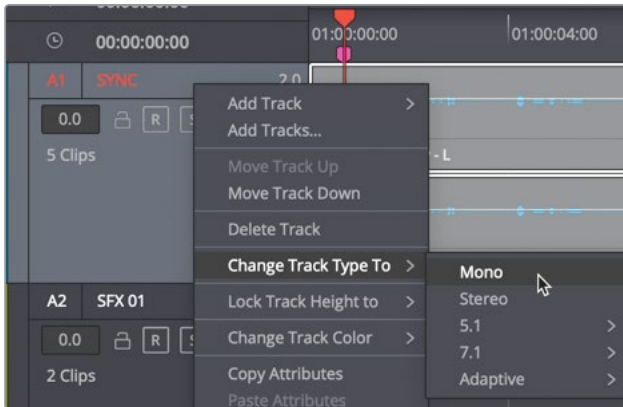 00:00:00:00
01:00:00:00
01:00:04:00
A1 SYNC 2.0
0.0 R S
5 Clips
- L
Add Track >
Add Tracks...
Move Track Up
Move Track Down
Delete Track
Change Track Type To >
Lock Track Height to >
Change Track Color >
Copy Attributes
Paste Attributes
Mono
Stereo
5.1 >
7.1 >
Adaptive >
A2 SFX 01
0.0 R S
2 Clips